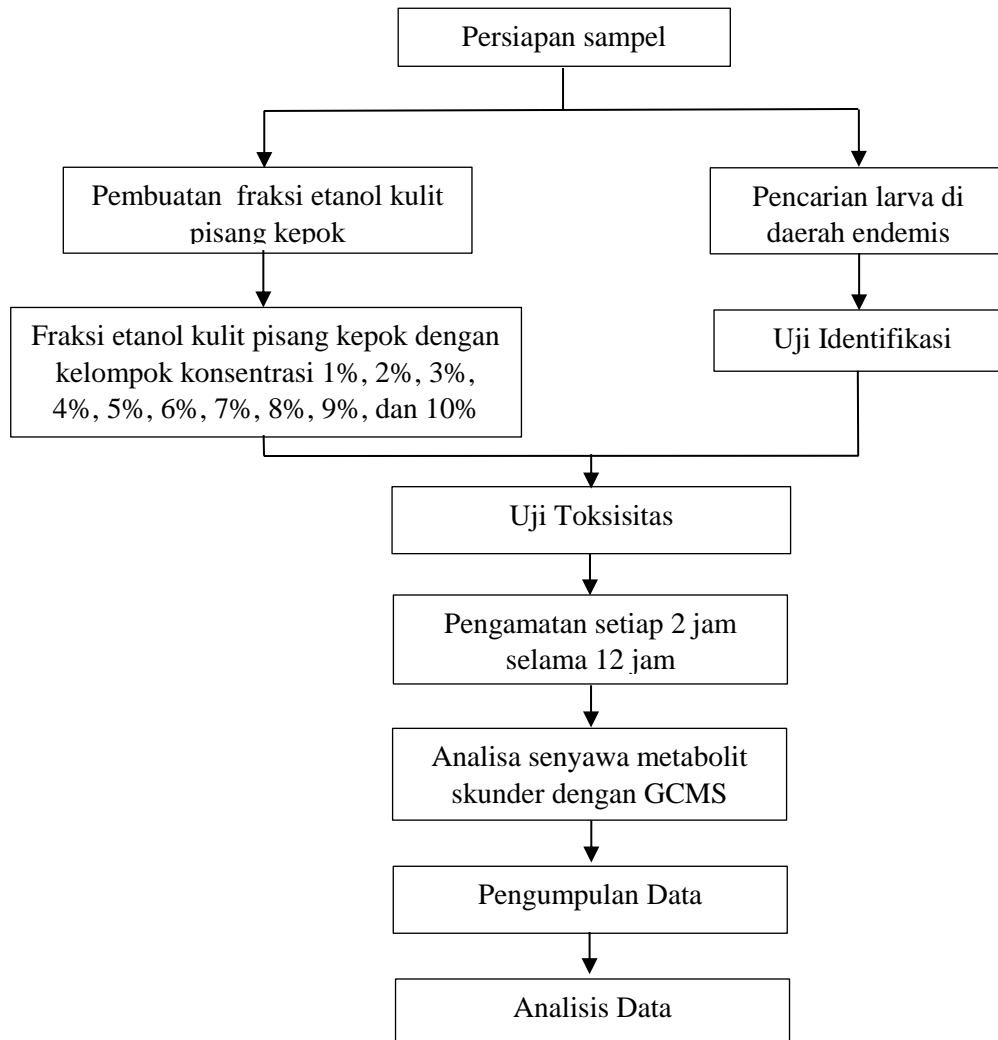 Persiapan sampel
Pembuatan fraksi etanol kulit
pisang kepok
Pencarian larva di
daerah endemis
Fraksi etanol kulit pisang kepok dengan
kelompok konsentrasi 1%, 2%, 3%,
4%, 5%, 6%, 7%, 8%, 9%, dan 10%
Uji Identifikasi
Uji Toksisitas
Pengamatan setiap 2 jam
selama 12 jam
Analisa senyawa metabolit
skunder dengan GCMS
Pengumpulan Data
Analisis Data